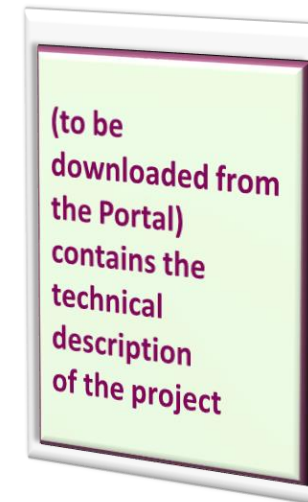 (to be
downloaded from
the Portal)
contains the
technical
description
of the project